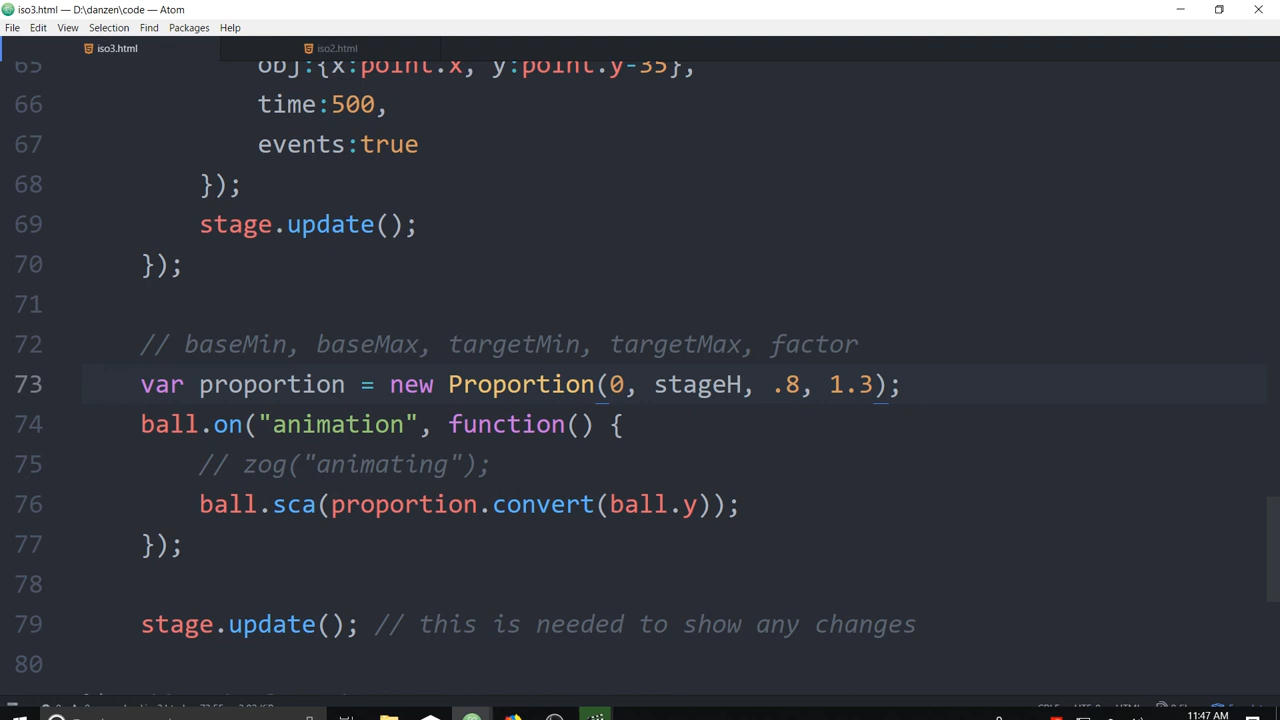 iso3.html — D:\danzen\code — Atom
File Edit View Selection Find Packages Help
iso3.html iso2.html
65 obj:{x:point.x, y:point.y-35},
66 time:500,
67 events:true
68 });
69 stage.update();
70 });
71
72 // baseMin, baseMax, targetMin, targetMax, factor
73 var proportion = new Proportion(0, stageH, .8, 1.3);
74 ball.on("animation", function() {
75 // zog("animating");
76 ball.sca(proportion.convert(ball.y));
77 });
78
79 stage.update(); // this is needed to show any changes
80
11:47 AM